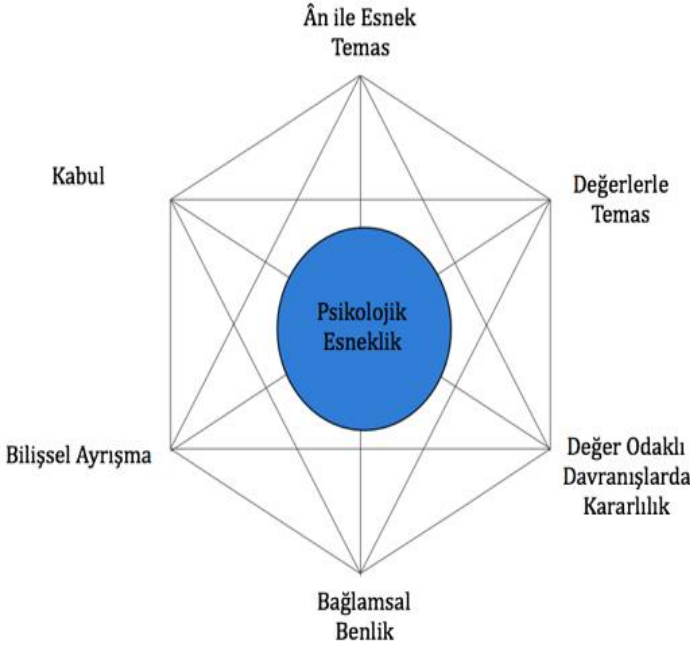 Ân ile Esnek
Temas
Kabul
Değerlerle
Temas
Psikolojik
Esneklik
Bilişsel Ayrışma
Değer Odaklı
Davranışlarda
Kararlılık
Bağlamsal
Benlik